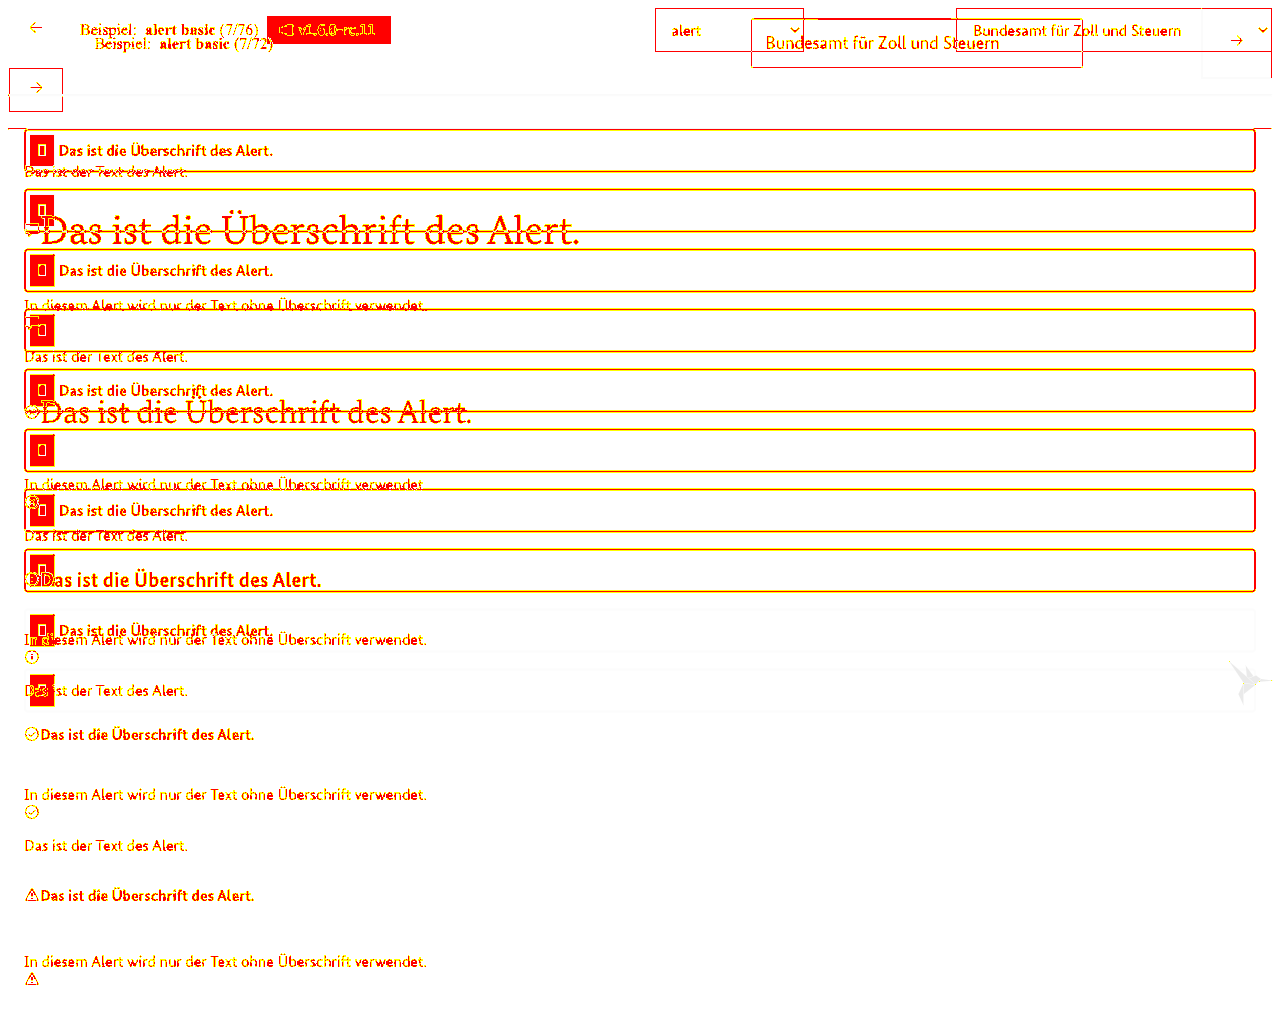 Beispiel: alert basic (7/76) v1.6.0-rc.11 alert Bundesamt für Zoll und Steuern
Beispiel: alert basic (7/72) Bundesamt für Zoll und Steuern
Das ist die Überschrift des Alert.
Das ist der Text des Alert.
Das ist die Überschrift des Alert.
Das ist die Überschrift des Alert.
In diesem Alert wird nur der Text ohne Überschrift verwendet.
Das ist der Text des Alert.
Das ist die Überschrift des Alert.
Das ist die Überschrift des Alert.
In diesem Alert wird nur der Text ohne Überschrift verwendet
Das ist die Überschrift des Alert.
Das ist der Text des Alert.
Das ist die Überschrift des Alert.
Das ist die Überschrift des Alert.
In diesem Alert wird nur der Text ohne Überschrift verwendet.
Das ist der Text des Alert.
Das ist die Überschrift des Alert.
In diesem Alert wird nur der Text ohne Überschrift verwendet.
Das ist der Text des Alert.
Das ist die Überschrift des Alert.
In diesem Alert wird nur der Text ohne Überschrift verwendet.